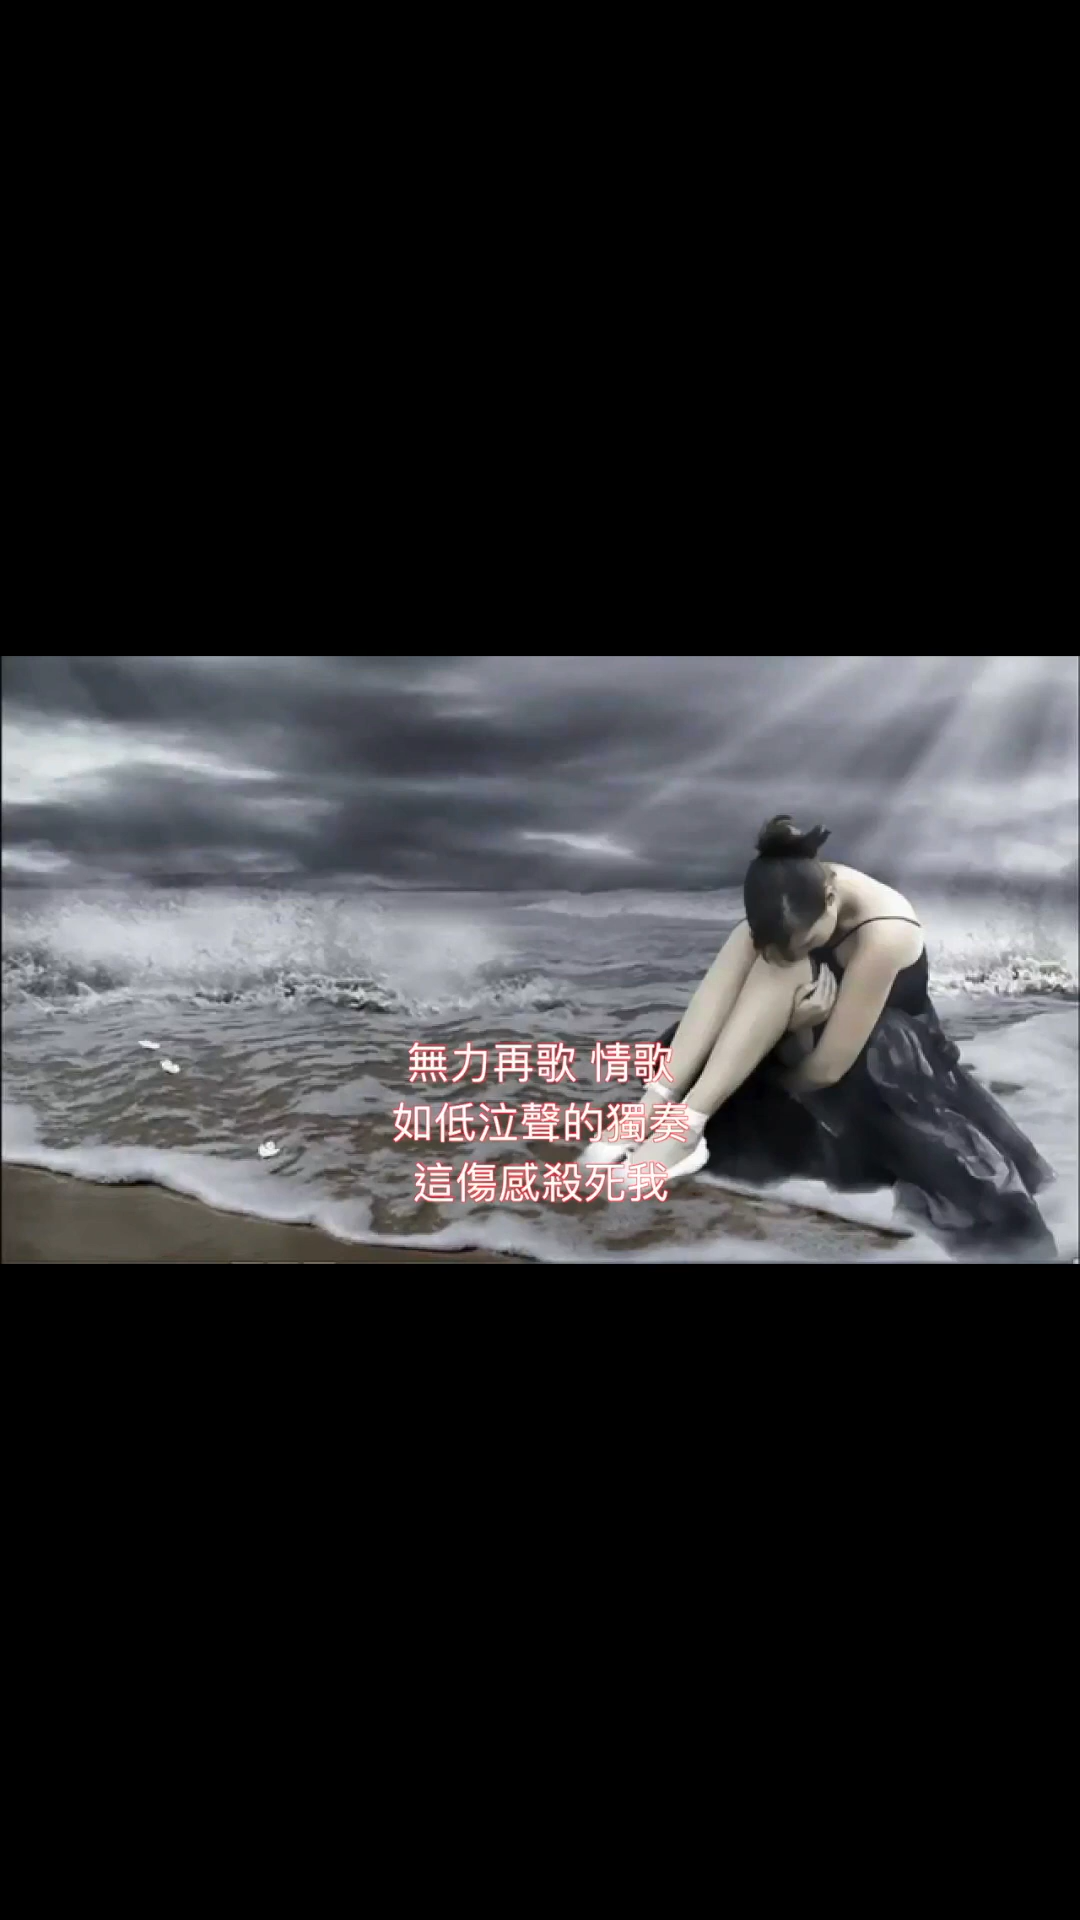 無力再歌 情歌
如低泣聲的獨奏
這傷感殺死我